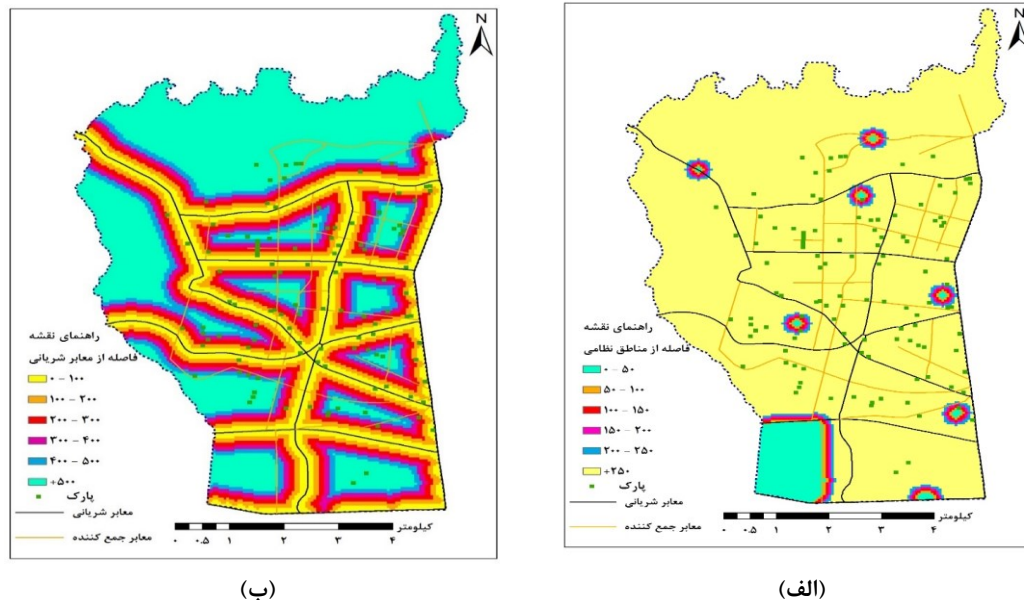 N
راهنمای نقشه
فاصله از مناطق نظامی
۰ - ۵۰
۵۰ - ۱۰۰
۱۰۰ - ۱۵۰
۱۵۰ - ۲۰۰
۲۰۰ - ۲۵۰
+۲۵۰
پارک
معابر شریانی
معابر جمع کننده
کیلومتر
۰ ۰.۵ ۱ ۲ ۳ ۴
(الف)
N
راهنمای نقشه
فاصله از معابر شریانی
۰ - ۱۰۰
۱۰۰ - ۲۰۰
۲۰۰ - ۳۰۰
۳۰۰ - ۴۰۰
۴۰۰ - ۵۰۰
+۵۰۰
پارک
معابر شریانی
معابر جمع کننده
کیلومتر
۰ ۰.۵ ۱ ۲ ۳ ۴
(ب)